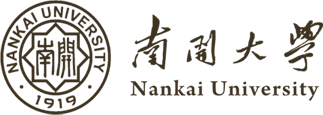 NANKAI UNIVERSITY
南開
· 1919 ·
南開大學
Nankai University